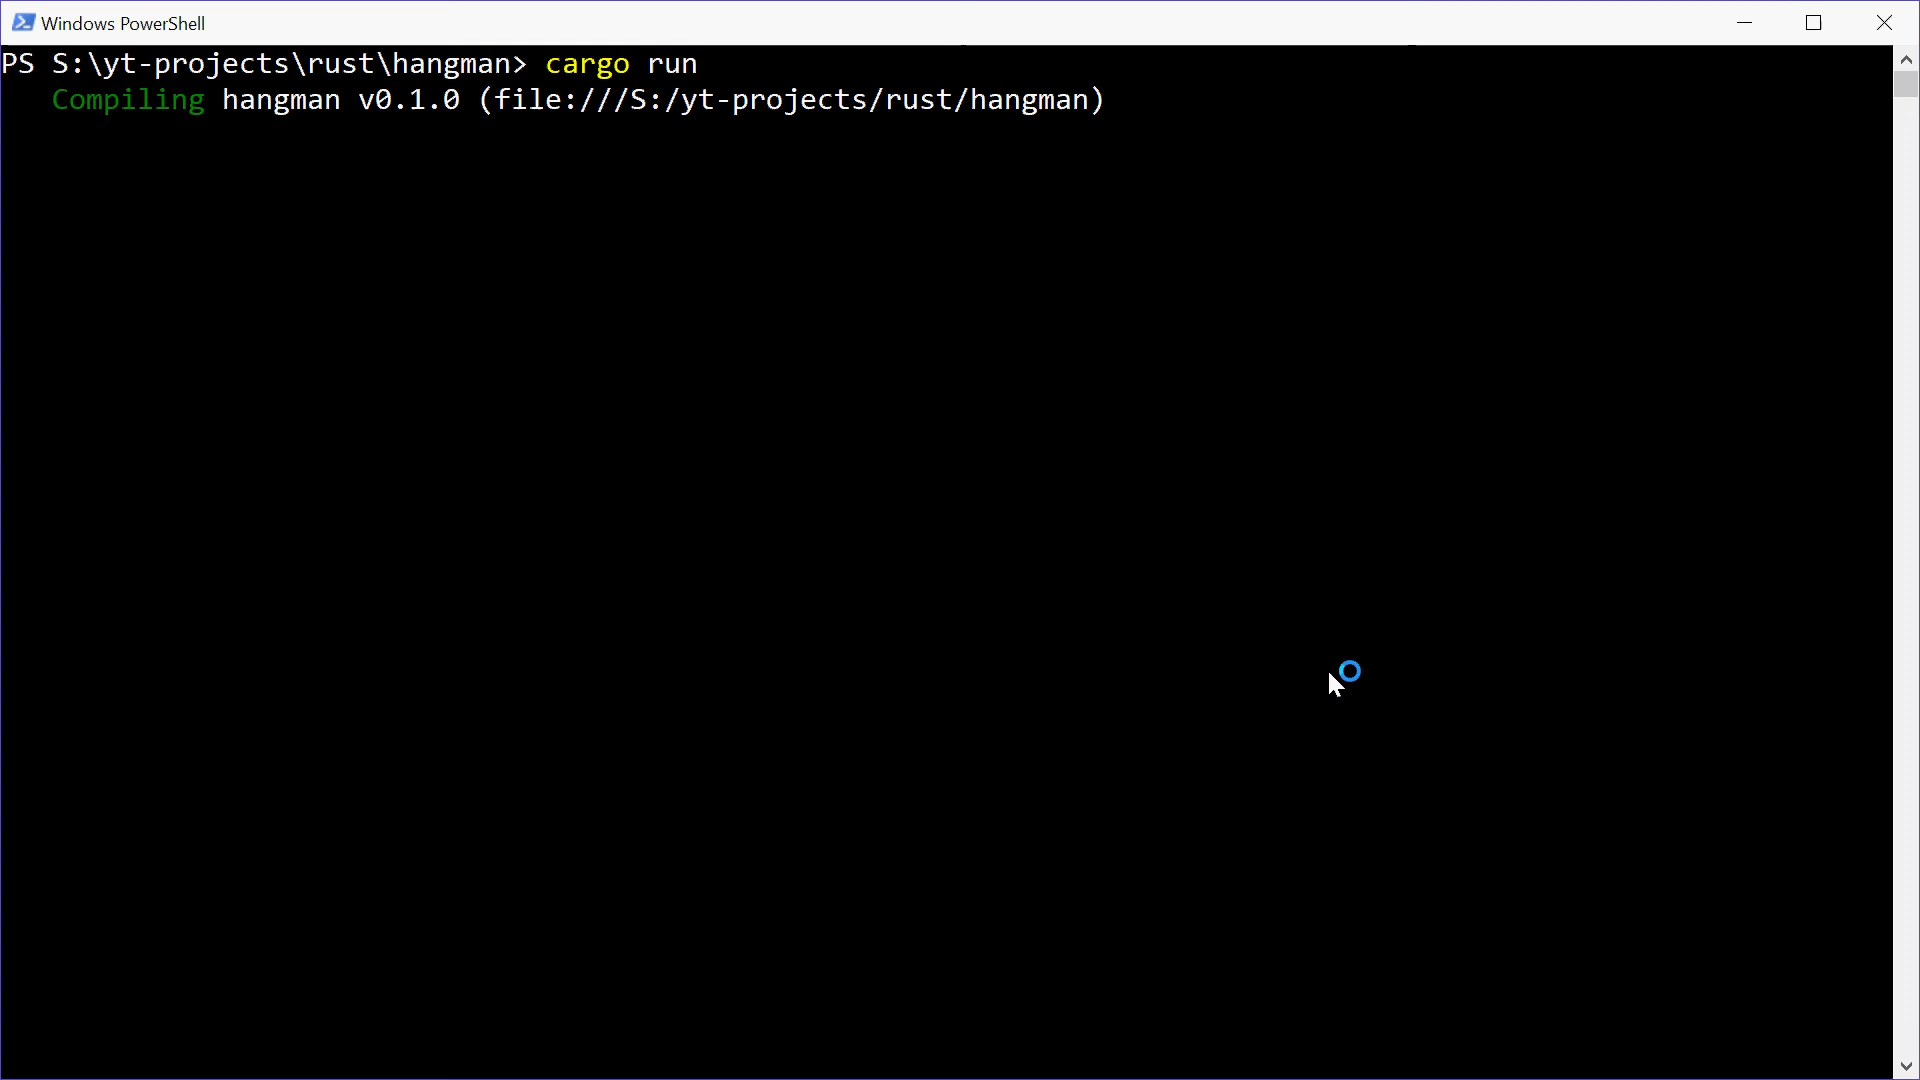 Windows PowerShell
PS S:\yt-projects\rust\hangman> cargo run
   Compiling hangman v0.1.0 (file:///S:/yt-projects/rust/hangman)